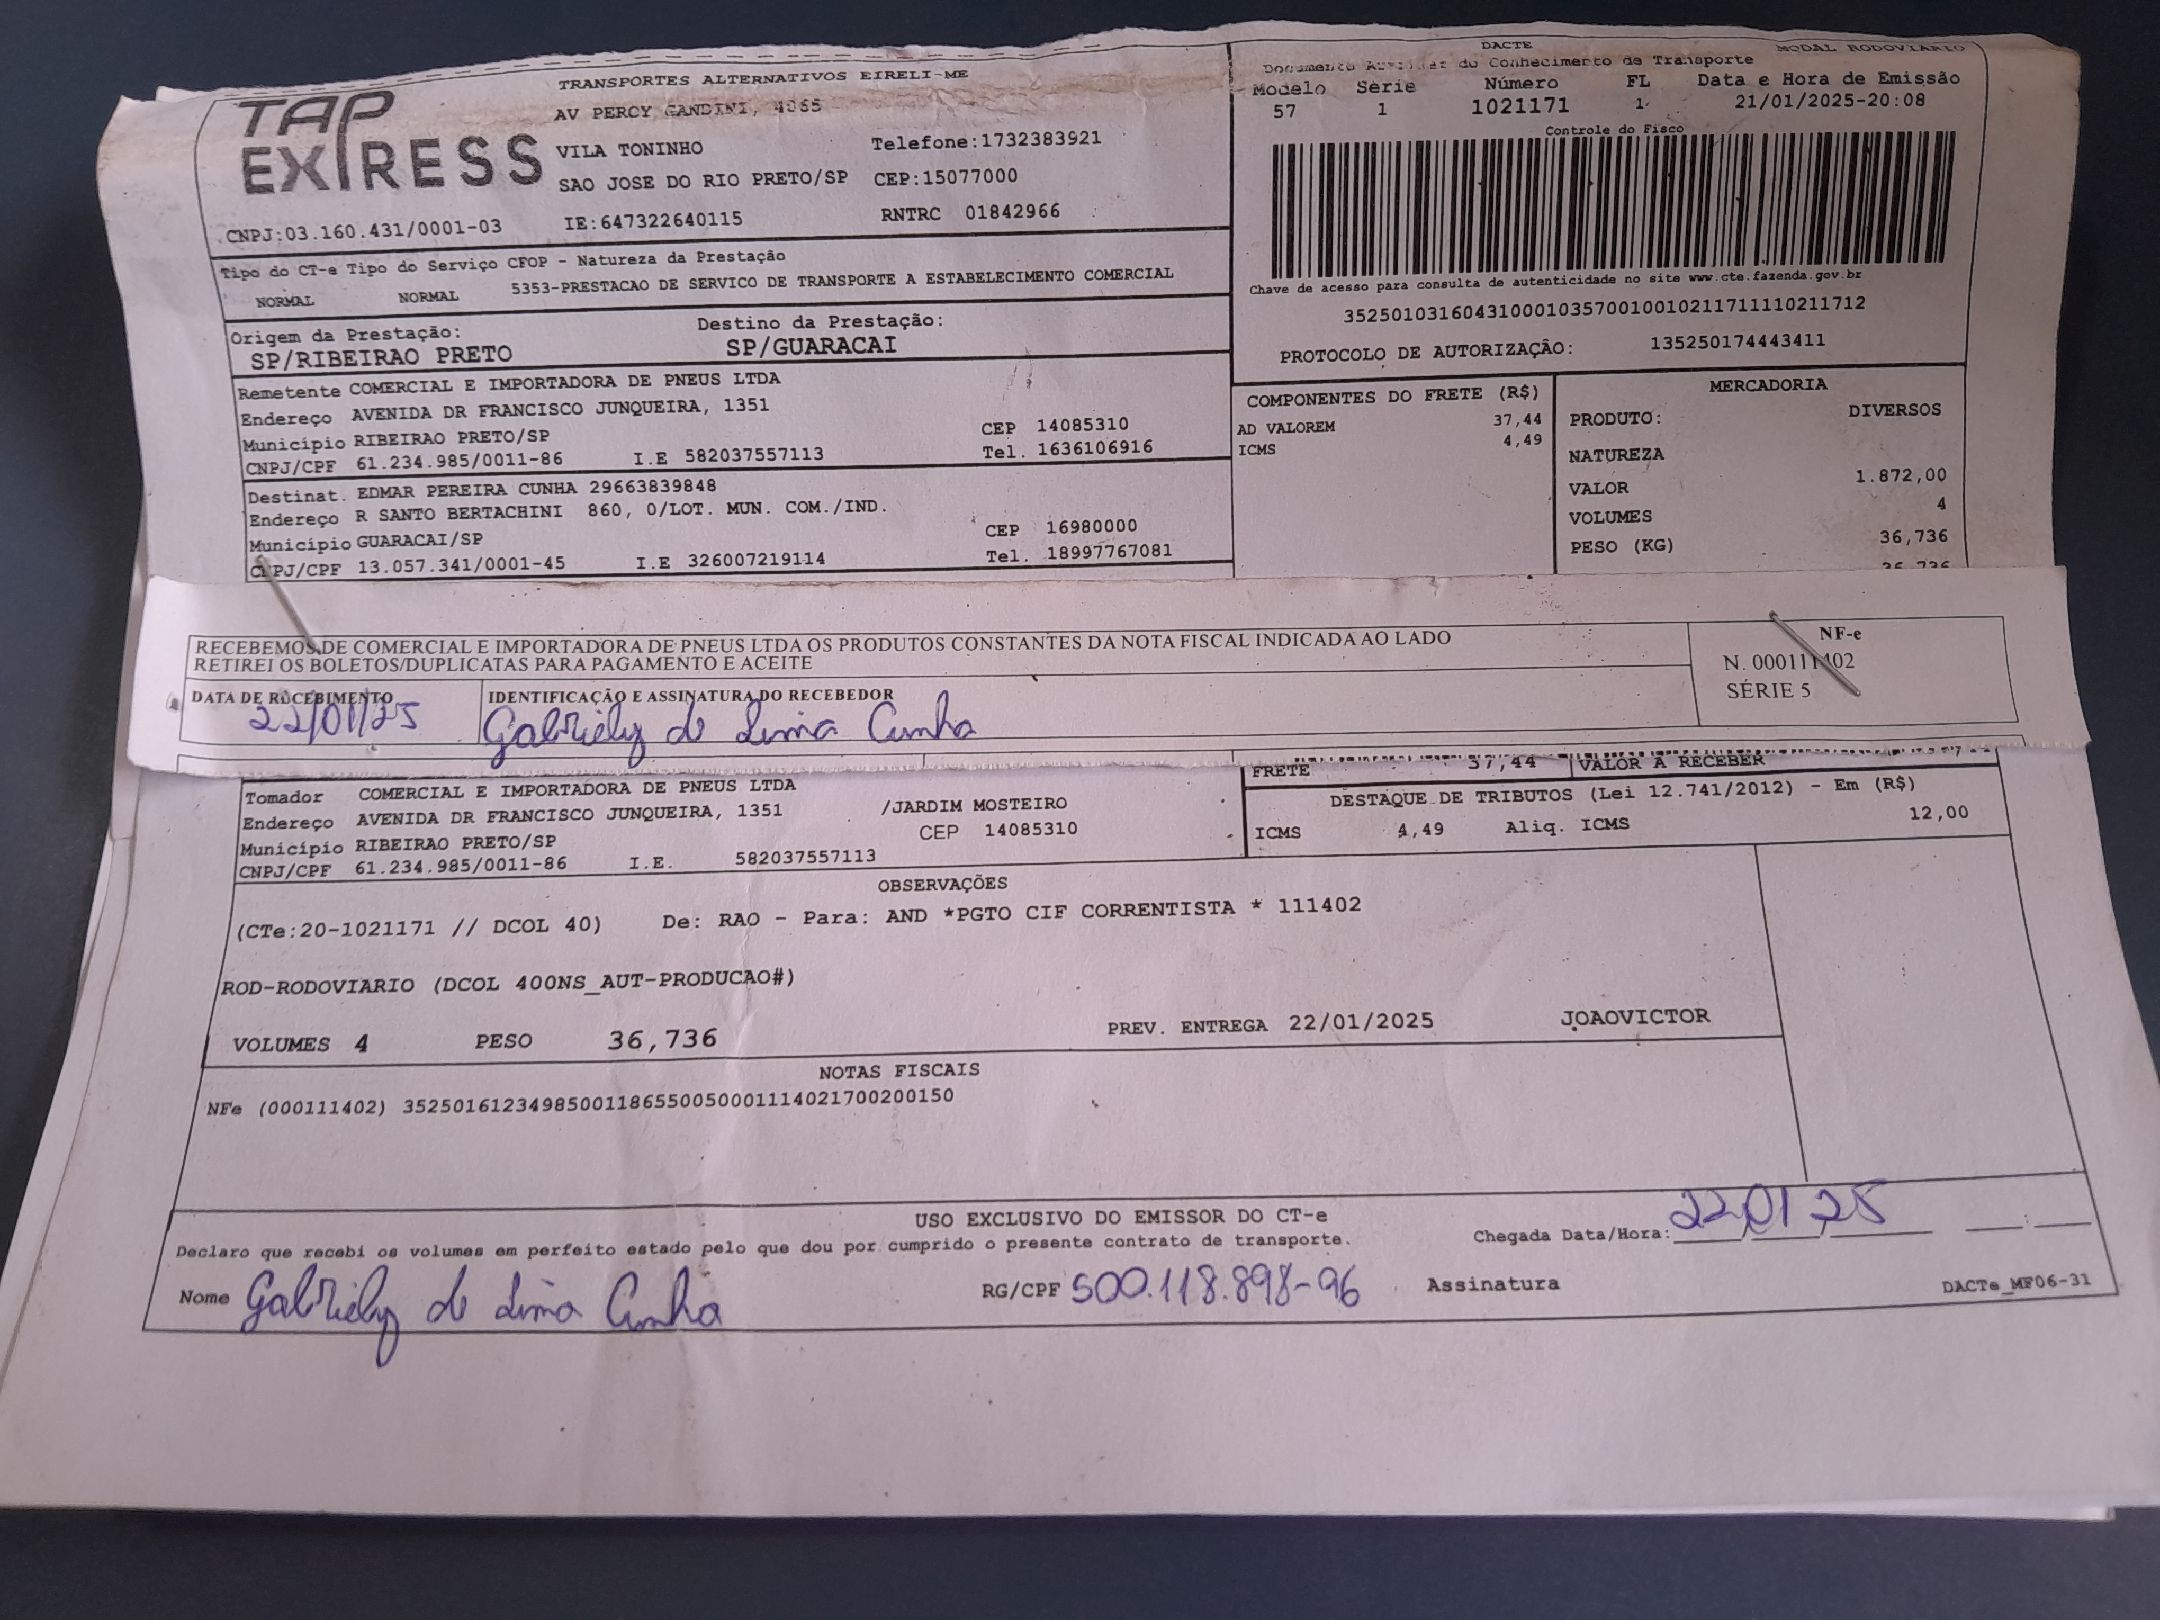 TAP EXPRESS
TRANSPORTES ALTERNATIVOS EIRELI-ME
AV PERCY GANDINI, 4065
VILA TONINHO Telefone:1732383921
SAO JOSE DO RIO PRETO/SP CEP:15077000
CNPJ:03.160.431/0001-03 IE:647322640115 RNTRC 01842966
DACTE MODAL RODOVIÁRIO
Documento Auxiliar do Conhecimento de Transporte
Modelo Série Número FL Data e Hora de Emissão
57 1 1021171 1 21/01/2025-20:08
Controle do Fisco
Chave de acesso para consulta de autenticidade no site www.cte.fazenda.gov.br
35250103160431000103570010010211711110211712
PROTOCOLO DE AUTORIZAÇÃO: 135250174443411
Tipo do CT-e Tipo do Serviço CFOP - Natureza da Prestação
NORMAL NORMAL 5353-PRESTACAO DE SERVICO DE TRANSPORTE A ESTABELECIMENTO COMERCIAL
Origem da Prestação: Destino da Prestação:
SP/RIBEIRAO PRETO SP/GUARACAI
Remetente COMERCIAL E IMPORTADORA DE PNEUS LTDA
Endereço AVENIDA DR FRANCISCO JUNQUEIRA, 1351
Município RIBEIRAO PRETO/SP CEP 14085310
CNPJ/CPF 61.234.985/0011-86 I.E 582037557113 Tel. 1636106916
Destinat. EDMAR PEREIRA CUNHA 29663839848
Endereço R SANTO BERTACHINI 860, 0/LOT. MUN. COM./IND.
Município GUARACAI/SP CEP 16980000
CNPJ/CPF 13.057.341/0001-45 I.E 326007219114 Tel. 18997767081
COMPONENTES DO FRETE (R$)
AD VALOREM 37,44
ICMS 4,49
MERCADORIA
PRODUTO: DIVERSOS
NATUREZA
VALOR 1.872,00
VOLUMES 4
PESO (KG) 36,736
36,736
RECEBEMOS DE COMERCIAL E IMPORTADORA DE PNEUS LTDA OS PRODUTOS CONSTANTES DA NOTA FISCAL INDICADA AO LADO
RETIREI OS BOLETOS/DUPLICATAS PARA PAGAMENTO E ACEITE
NF-e
N. 000111402
SÉRIE 5
DATA DE RECEBIMENTO IDENTIFICAÇÃO E ASSINATURA DO RECEBEDOR
22/01/25 Gabriely de Lima Cunha
FRETE 37,44 VALOR A RECEBER
Tomador COMERCIAL E IMPORTADORA DE PNEUS LTDA
Endereço AVENIDA DR FRANCISCO JUNQUEIRA, 1351 /JARDIM MOSTEIRO
Município RIBEIRAO PRETO/SP CEP 14085310
CNPJ/CPF 61.234.985/0011-86 I.E. 582037557113
DESTAQUE DE TRIBUTOS (Lei 12.741/2012) - Em (R$)
ICMS 4,49 Aliq. ICMS 12,00
OBSERVAÇÕES
(CTe:20-1021171 // DCOL 40) De: RAO - Para: AND *PGTO CIF CORRENTISTA * 111402
ROD-RODOVIARIO (DCOL 400NS_AUT-PRODUCAO#)
VOLUMES 4 PESO 36,736 PREV. ENTREGA 22/01/2025 JOAOVICTOR
NOTAS FISCAIS
NFe (000111402) 35250161234985001186550050001114021700200150
USO EXCLUSIVO DO EMISSOR DO CT-e
Declaro que recebi os volumes em perfeito estado pelo que dou por cumprido o presente contrato de transporte. Chegada Data/Hora: 22 01 25 :
Nome Gabriely de Lima Cunha RG/CPF 500.118.898-96 Assinatura DACTe_MF06-31